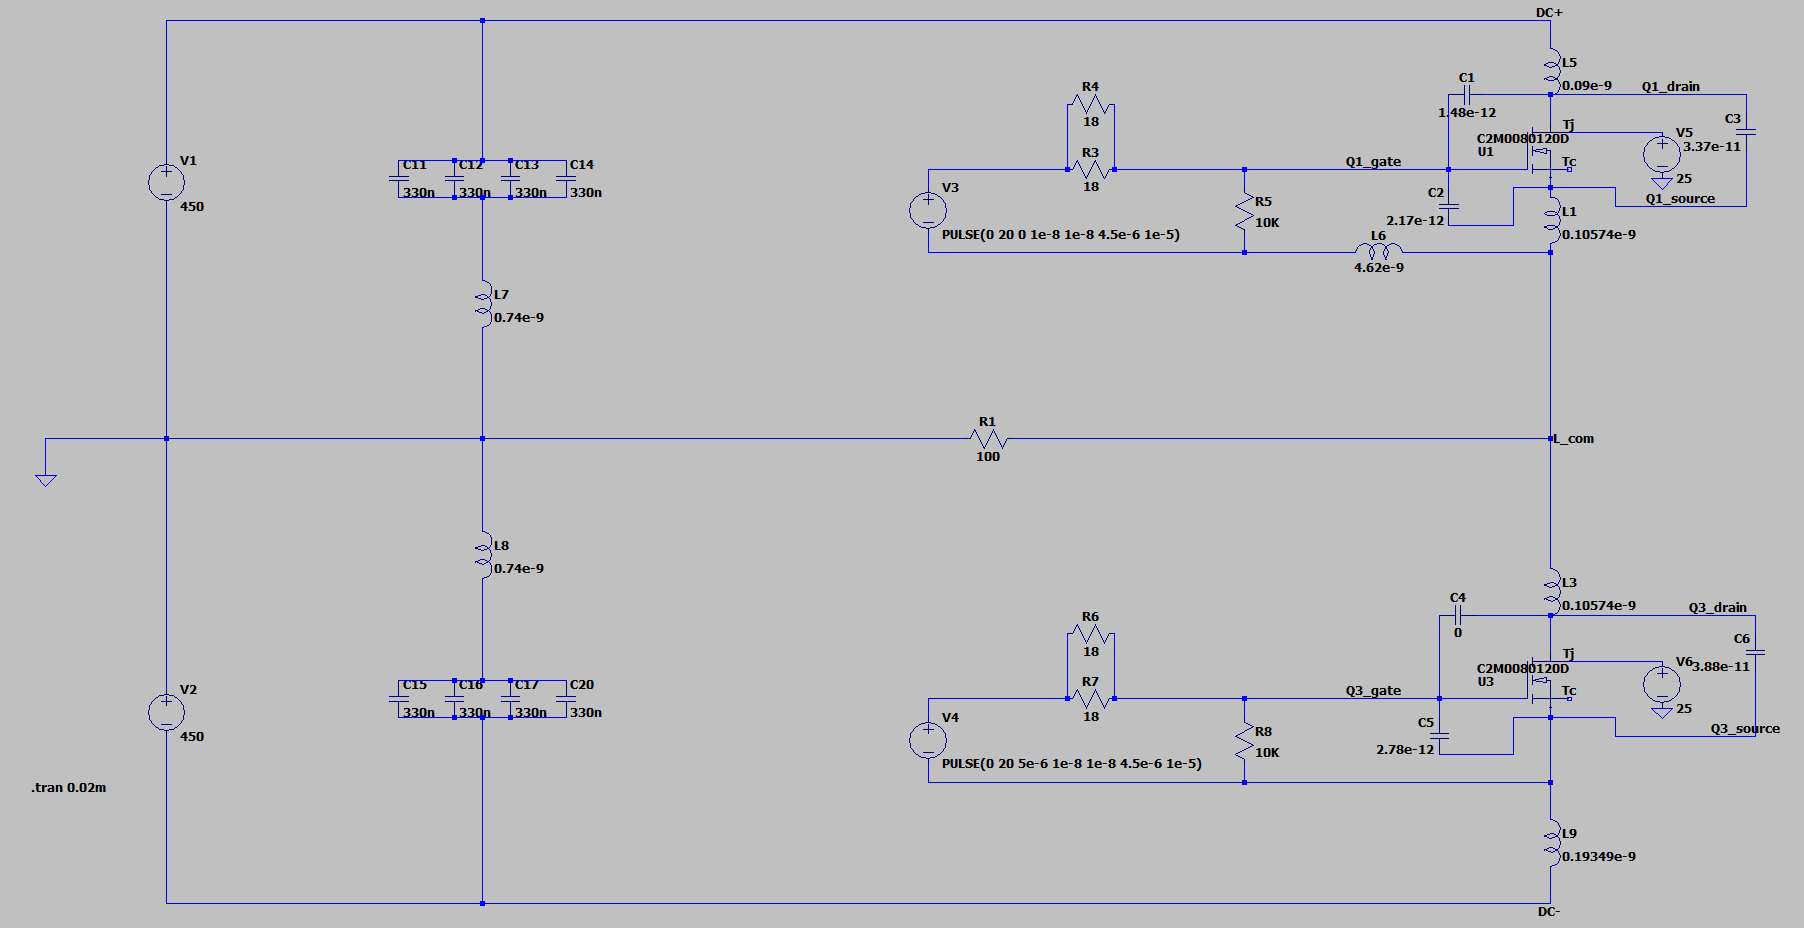 DC+
L5
0.09e-9
Q1_drain
C1
1.48e-12
R4
18
R3
18
C3
3.37e-11
Tj
C2M0080120D
U1
V5
25
Tc
Q1_gate
Q1_source
V1
450
C11
330n
C12
330n
C13
330n
C14
330n
V3
PULSE(0 20 0 1e-8 1e-8 4.5e-6 1e-5)
R5
10K
C2
2.17e-12
L1
0.10574e-9
L6
4.62e-9
L7
0.74e-9
R1
100
L_com
L8
0.74e-9
L3
0.10574e-9
Q3_drain
C4
0
R6
18
R7
18
C6
3.88e-11
Tj
C2M0080120D
U3
V6
25
Tc
Q3_gate
Q3_source
V2
450
C15
330n
C16
330n
C17
330n
C20
330n
V4
PULSE(0 20 5e-6 1e-8 1e-8 4.5e-6 1e-5)
R8
10K
C5
2.78e-12
.tran 0.02m
L9
0.19349e-9
DC-